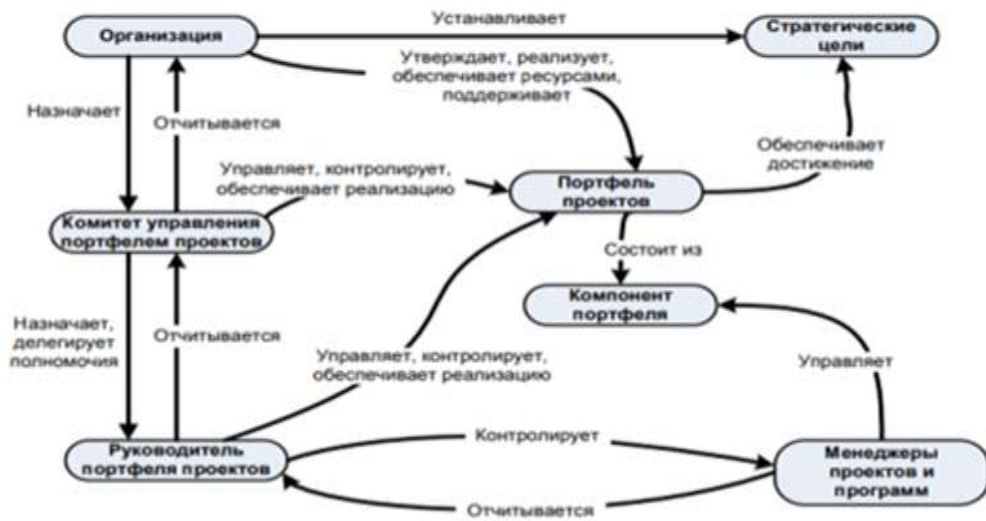 Устанавливает
Организация
Стратегические
цели
Утверждает, реализует,
обеспечивает ресурсами,
поддерживает
Назначает
Отчитывается
Обеспечивает
достижение
Управляет, контролирует,
обеспечивает реализацию
Портфель
проектов
Комитет управления
портфелем проектов
Состоит из
Компонент
портфеля
Назначает,
делегирует
полномочия
Отчитывается
Управляет, контролирует,
обеспечивает реализацию
Управляет
Контролирует
Руководитель
портфеля проектов
Менеджеры
проектов и
программ
Отчитывается